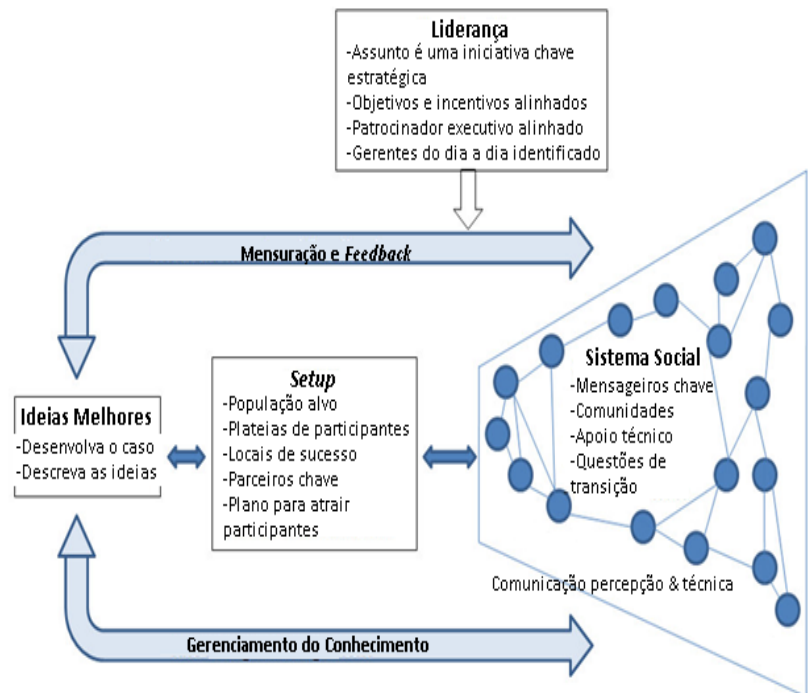 Liderança
-Assunto é uma iniciativa chave
estratégica
-Objetivos e incentivos alinhados
-Patrocinador executivo alinhado
-Gerentes do dia a dia identificado
Mensuração e Feedback
Ideias Melhores
-Desenvolva o caso
-Descreva as ideias
Setup
-População alvo
-Plateias de participantes
-Locais de sucesso
-Parceiros chave
-Plano para atrair
participantes
Sistema Social
-Mensageiros chave
-Comunidades
-Apoio técnico
-Questões de
transição
Comunicação percepção & técnica
Gerenciamento do Conhecimento